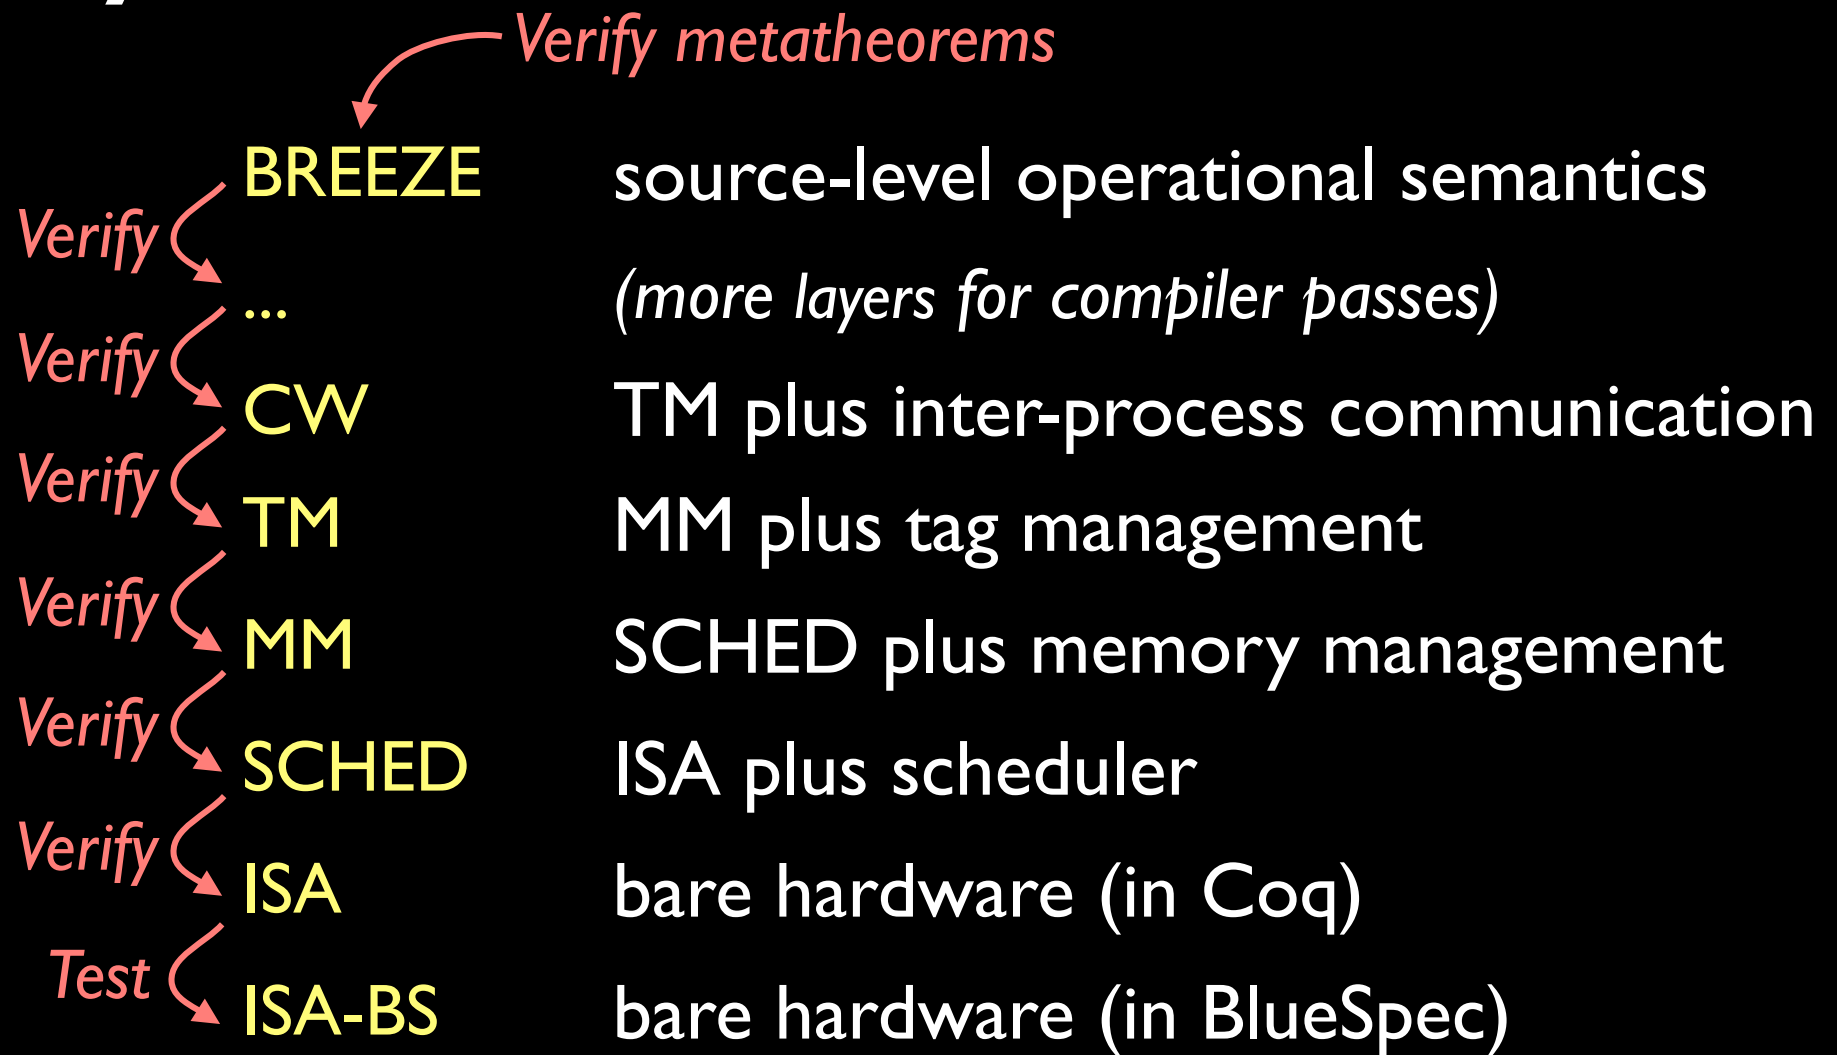 Verify metatheorems
BREEZE source-level operational semantics
Verify
... (more layers for compiler passes)
Verify
CW TM plus inter-process communication
Verify
TM MM plus tag management
Verify
MM SCHED plus memory management
Verify
SCHED ISA plus scheduler
Verify
ISA bare hardware (in Coq)
Test
ISA-BS bare hardware (in BlueSpec)